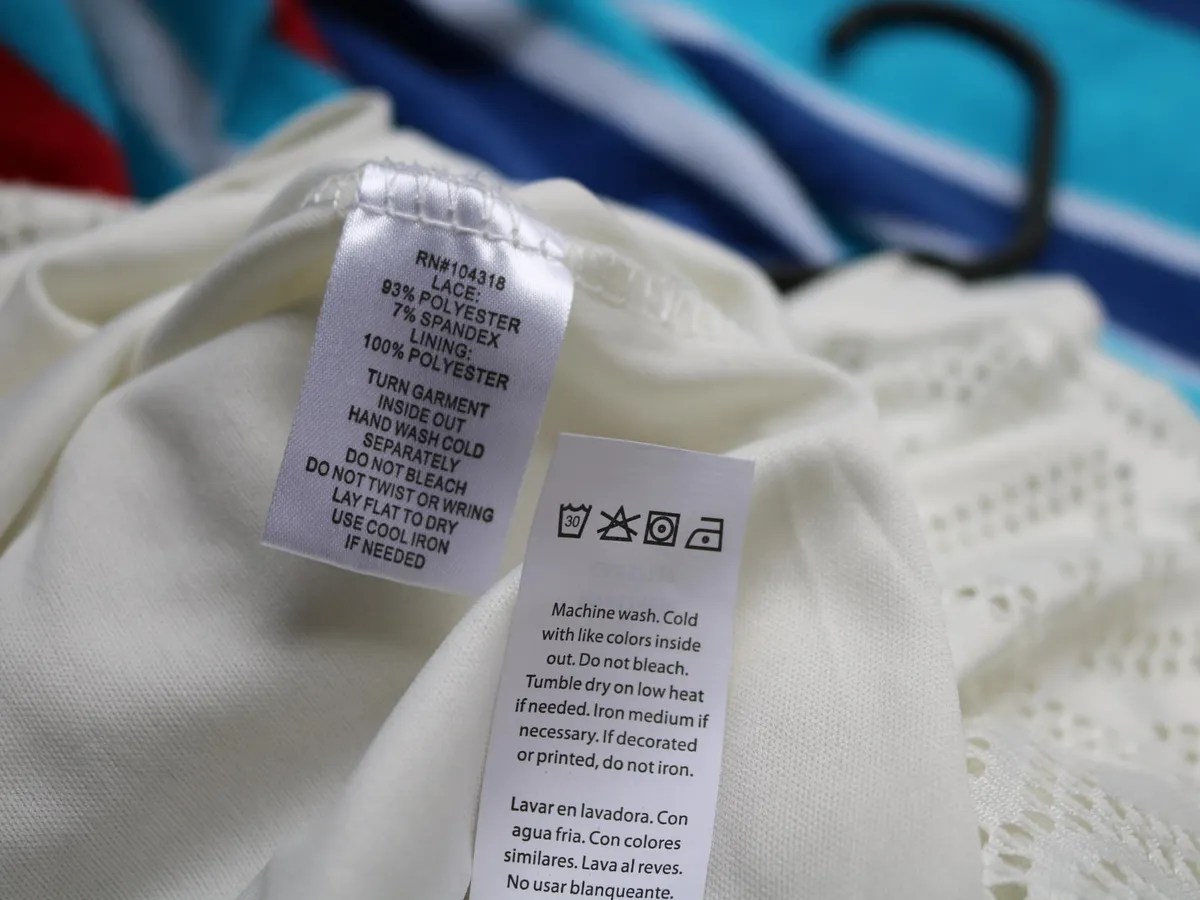 RN#104318
LACE:
93% POLYESTER
7% SPANDEX
LINING:
100% POLYESTER
TURN GARMENT
INSIDE OUT
HAND WASH COLD
SEPARATELY
DO NOT BLEACH
DO NOT TWIST OR WRING
LAY FLAT TO DRY
USE COOL IRON
IF NEEDED
30
Machine wash. Cold
with like colors inside
out. Do not bleach.
Tumble dry on low heat
if needed. Iron medium if
necessary. If decorated
or printed, do not iron.
Lavar en lavadora. Con
agua fria. Con colores
similares. Lava al reves.
No usar blanqueante.